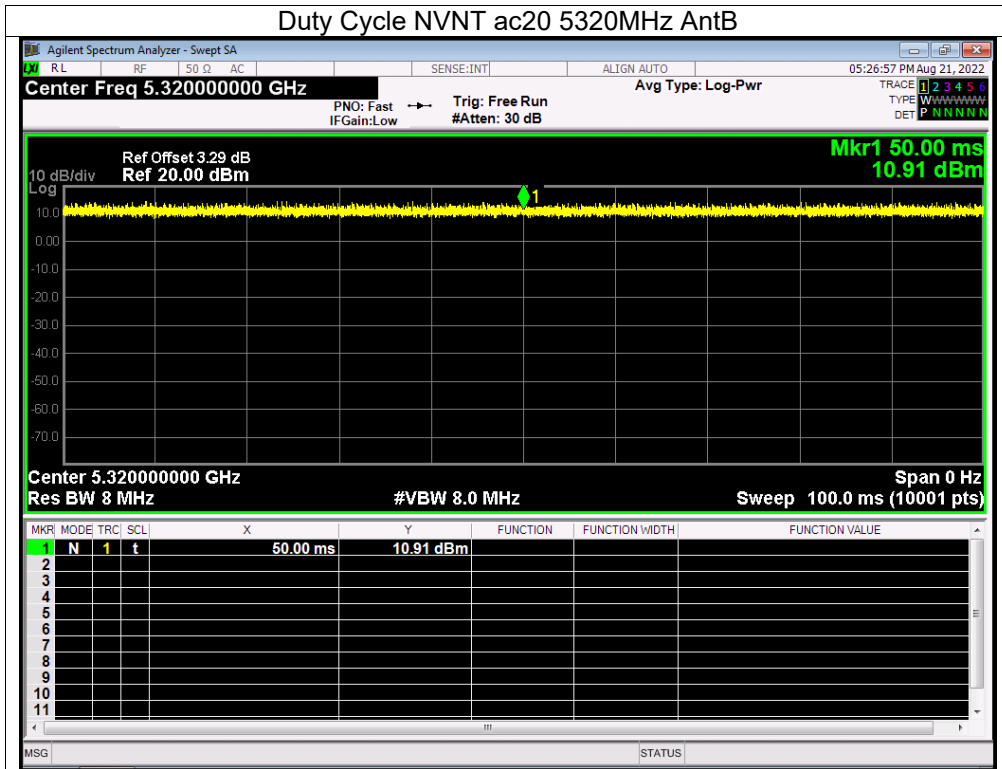 Duty Cycle NVNT ac20 5320MHz AntB
Agilent Spectrum Analyzer - Swept SA
LXI RL RF 50 Ω AC SENSE:INT ALIGN AUTO 05:26:57 PM Aug 21, 2022
Center Freq 5.320000000 GHz Avg Type: Log-Pwr TRACE 1 2 3 4 5 6
PNO: Fast Trig: Free Run TYPE WWWWWW
IFGain:Low #Atten: 30 dB DET P N N N N N
Mkr1 50.00 ms
Ref Offset 3.29 dB
10 dB/div Ref 20.00 dBm 10.91 dBm
Log
1
10.0
0.00
-10.0
-20.0
-30.0
-40.0
-50.0
-60.0
-70.0
Center 5.320000000 GHz Span 0 Hz
Res BW 8 MHz #VBW 8.0 MHz Sweep 100.0 ms (10001 pts)
MKR MODE TRC SCL X Y FUNCTION FUNCTION WIDTH FUNCTION VALUE
1 N 1 t 50.00 ms 10.91 dBm
2
3
4
5
6
7
8
9
10
11
MSG STATUS